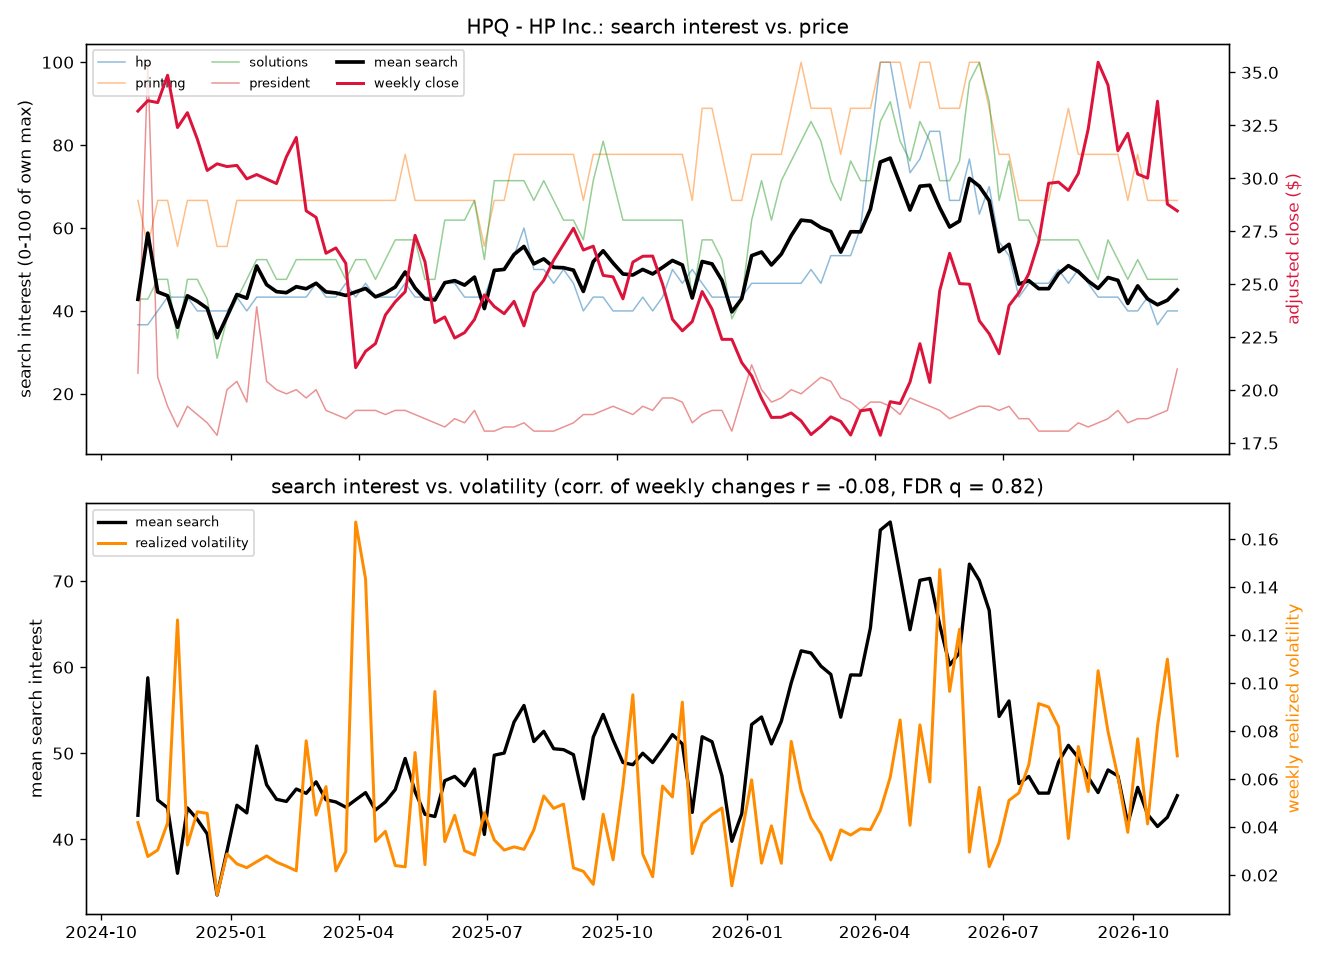 HPQ - HP Inc.: search interest vs. price
hp
printing
solutions
president
mean search
weekly close
search interest (0-100 of own max)
100
80
60
40
20
35.0
32.5
30.0
27.5
25.0
22.5
20.0
17.5
adjusted close ($)
search interest vs. volatility (corr. of weekly changes r = -0.08, FDR q = 0.82)
mean search
realized volatility
mean search interest
70
60
50
40
0.16
0.14
0.12
0.10
0.08
0.06
0.04
0.02
weekly realized volatility
2024-10
2025-01
2025-04
2025-07
2025-10
2026-01
2026-04
2026-07
2026-10